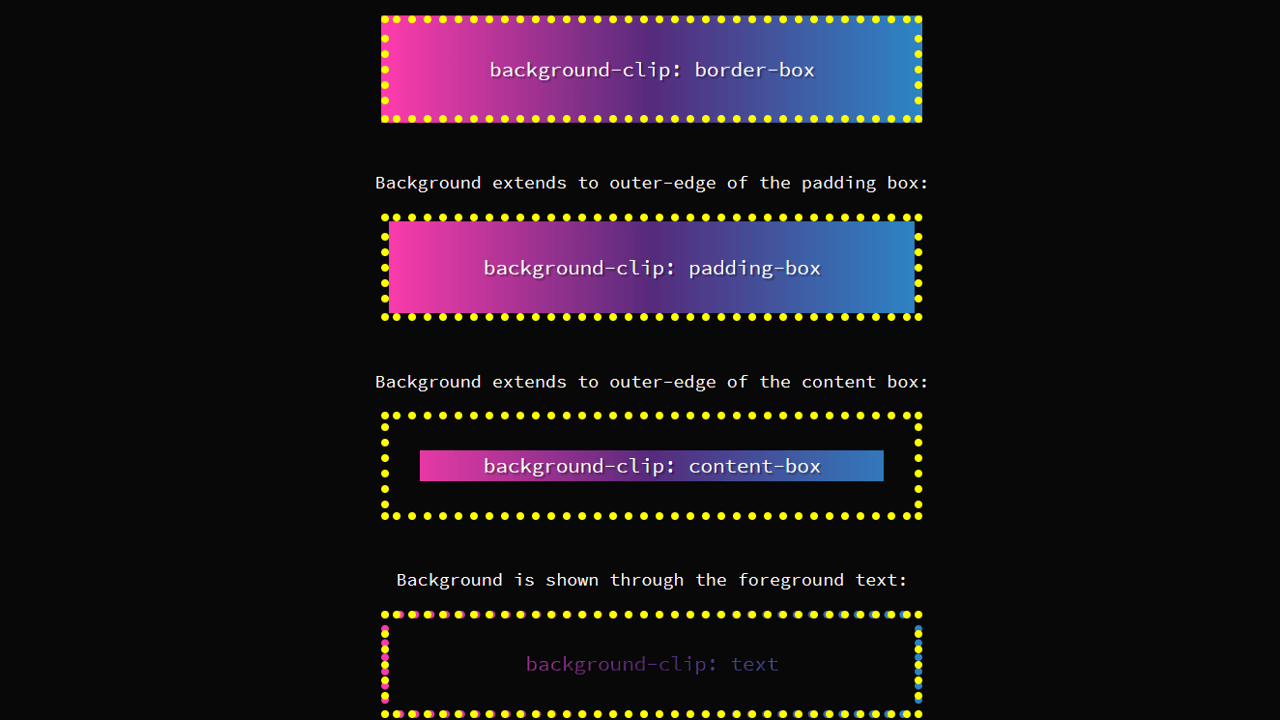 background-clip: border-box
Background extends to outer-edge of the padding box:
background-clip: padding-box
Background extends to outer-edge of the content box:
background-clip: content-box
Background is shown through the foreground text:
background-clip: text